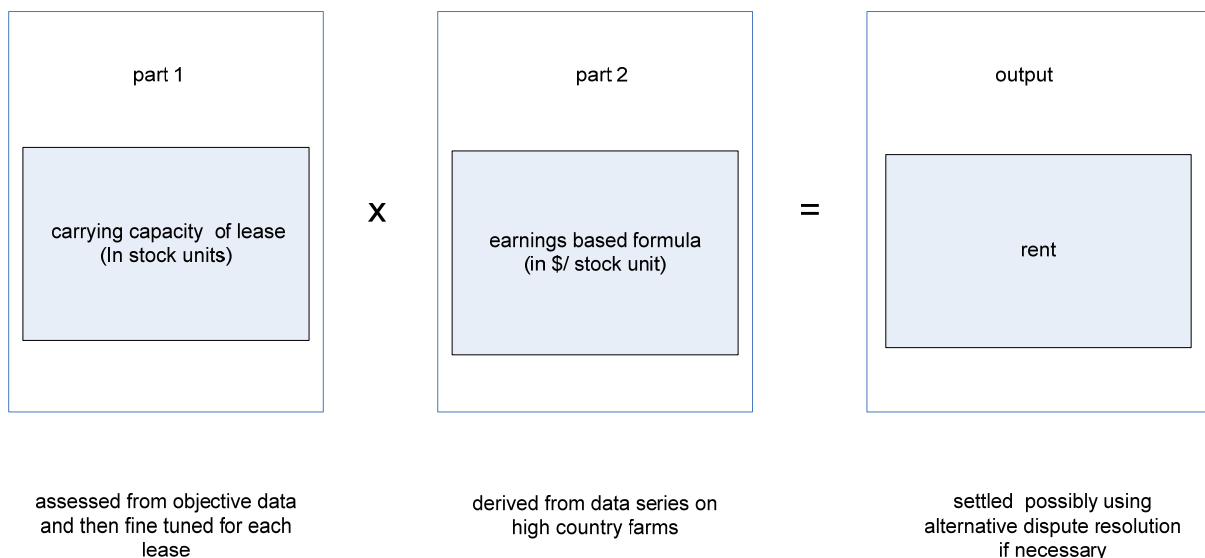 part 1
part 2
output
carrying capacity of lease
(In stock units)
x
earnings based formula
(in $/ stock unit)
=
rent
assessed from objective data
and then fine tuned for each
lease
derived from data series on
high country farms
settled possibly using
alternative dispute resolution
if necessary